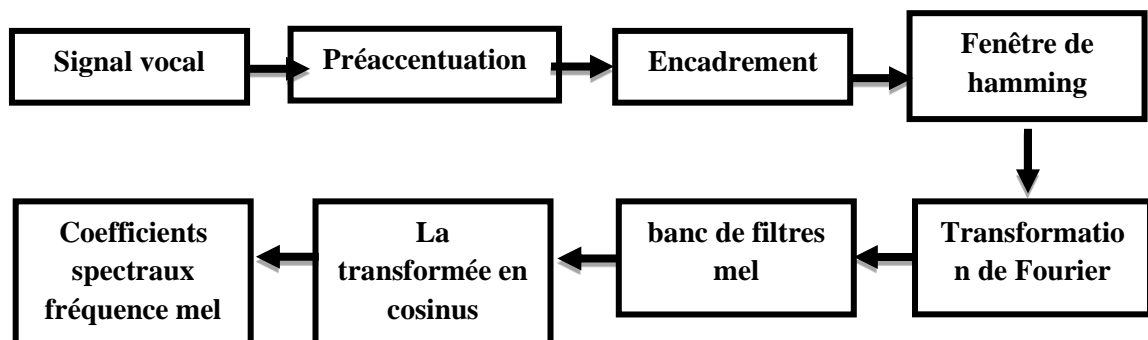 Signal vocal
Préaccentuation
Encadrement
Fenêtre de
hamming
Transformatio
n de Fourier
banc de filtres
mel
La
transformée en
cosinus
Coefficients
spectraux
fréquence mel